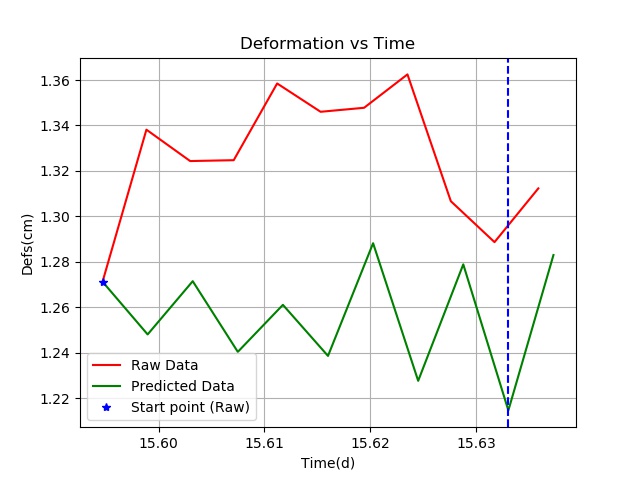 Deformation vs Time
Defs(cm)
1.36
1.34
1.32
1.30
1.28
1.26
1.24
1.22
Raw Data
Predicted Data
Start point (Raw)
15.60
15.61
15.62
15.63
Time(d)